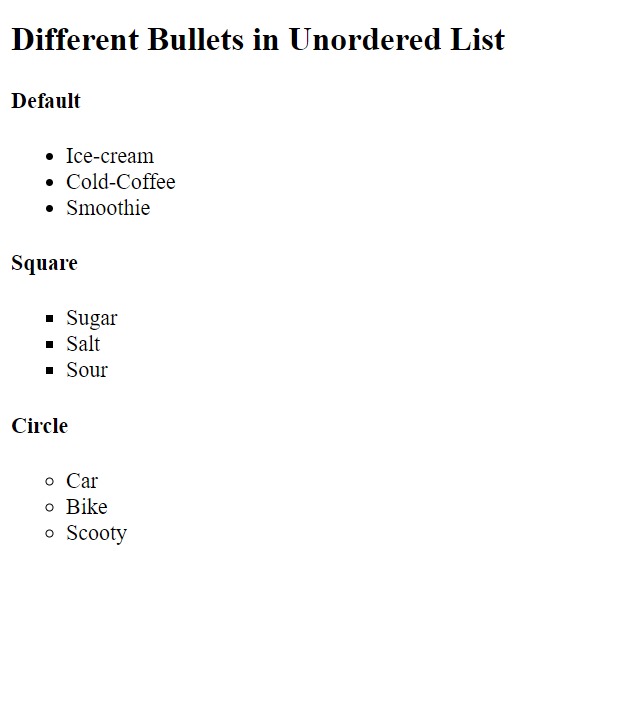 Different Bullets in Unordered List
Default
• Ice-cream
• Cold-Coffee
• Smoothie
Square
▪ Sugar
▪ Salt
▪ Sour
Circle
◦ Car
◦ Bike
◦ Scooty